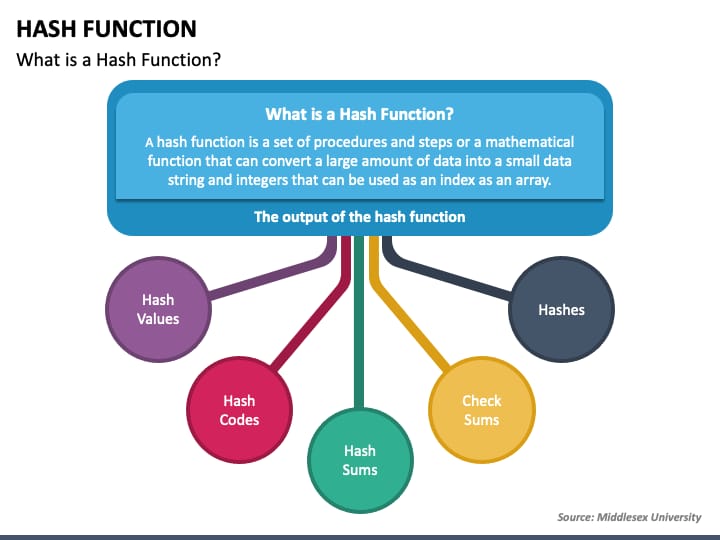 HASH FUNCTION
What is a Hash Function?
What is a Hash Function?
A hash function is a set of procedures and steps or a mathematical
function that can convert a large amount of data into a small data
string and integers that can be used as an index as an array.
The output of the hash function
Hash
Values
Hashes
Hash
Codes
Check
Sums
Hash
Sums
Source: Middlesex University